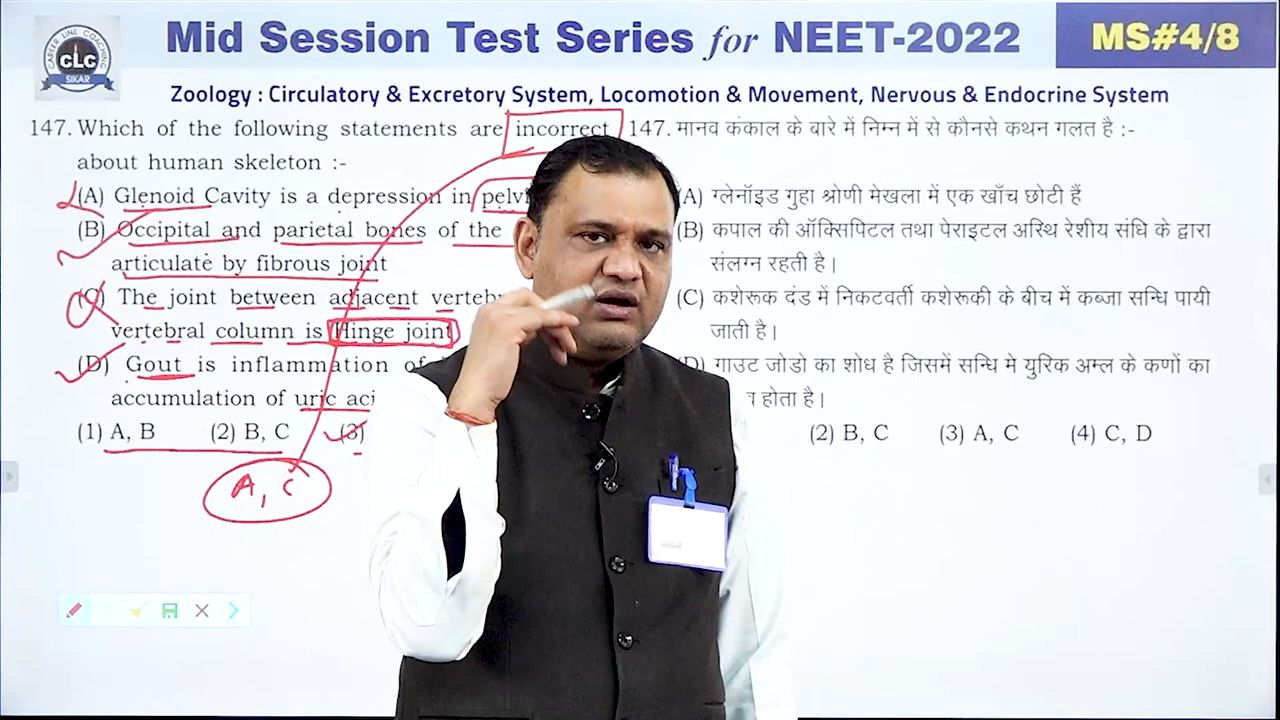 CAREER LINE COACHING
CLC
SIKAR
Mid Session Test Series for NEET-2022
MS#4/8
Zoology : Circulatory & Excretory System, Locomotion & Movement, Nervous & Endocrine System
147. Which of the following statements are incorrect
about human skeleton :-
(A) Glenoid Cavity is a depression in
(B) Occipital and parietal bones of the
articulate by fibrous joint
(C) The joint between adjacent
vertebral column is Hinge joint
(D) Gout is inflammation of
accumulation of uric
(1) A, B (2) B, C (3)
A, C
147. मानव कंकाल के बारे में निम्न में से कौनसे कथन गलत है :-
(A) ग्लेनॉइड गुहा श्रोणी मेखला में एक खाँच छोटी हैं
(B) कपाल की ऑक्सिपिटल तथा पेराइटल अस्थि रेशीय संधि के द्वारा
संलग्न रहती है।
(C) कशेरूक दंड में निकटवर्ती कशेरूकी के बीच में कब्जा सन्धि पायी
जाती है।
(D) गाउट जोडो का शोध है जिसमें सन्धि मे युरिक अम्ल के कणों का
होता है।
(2) B, C (3) A, C (4) C, D